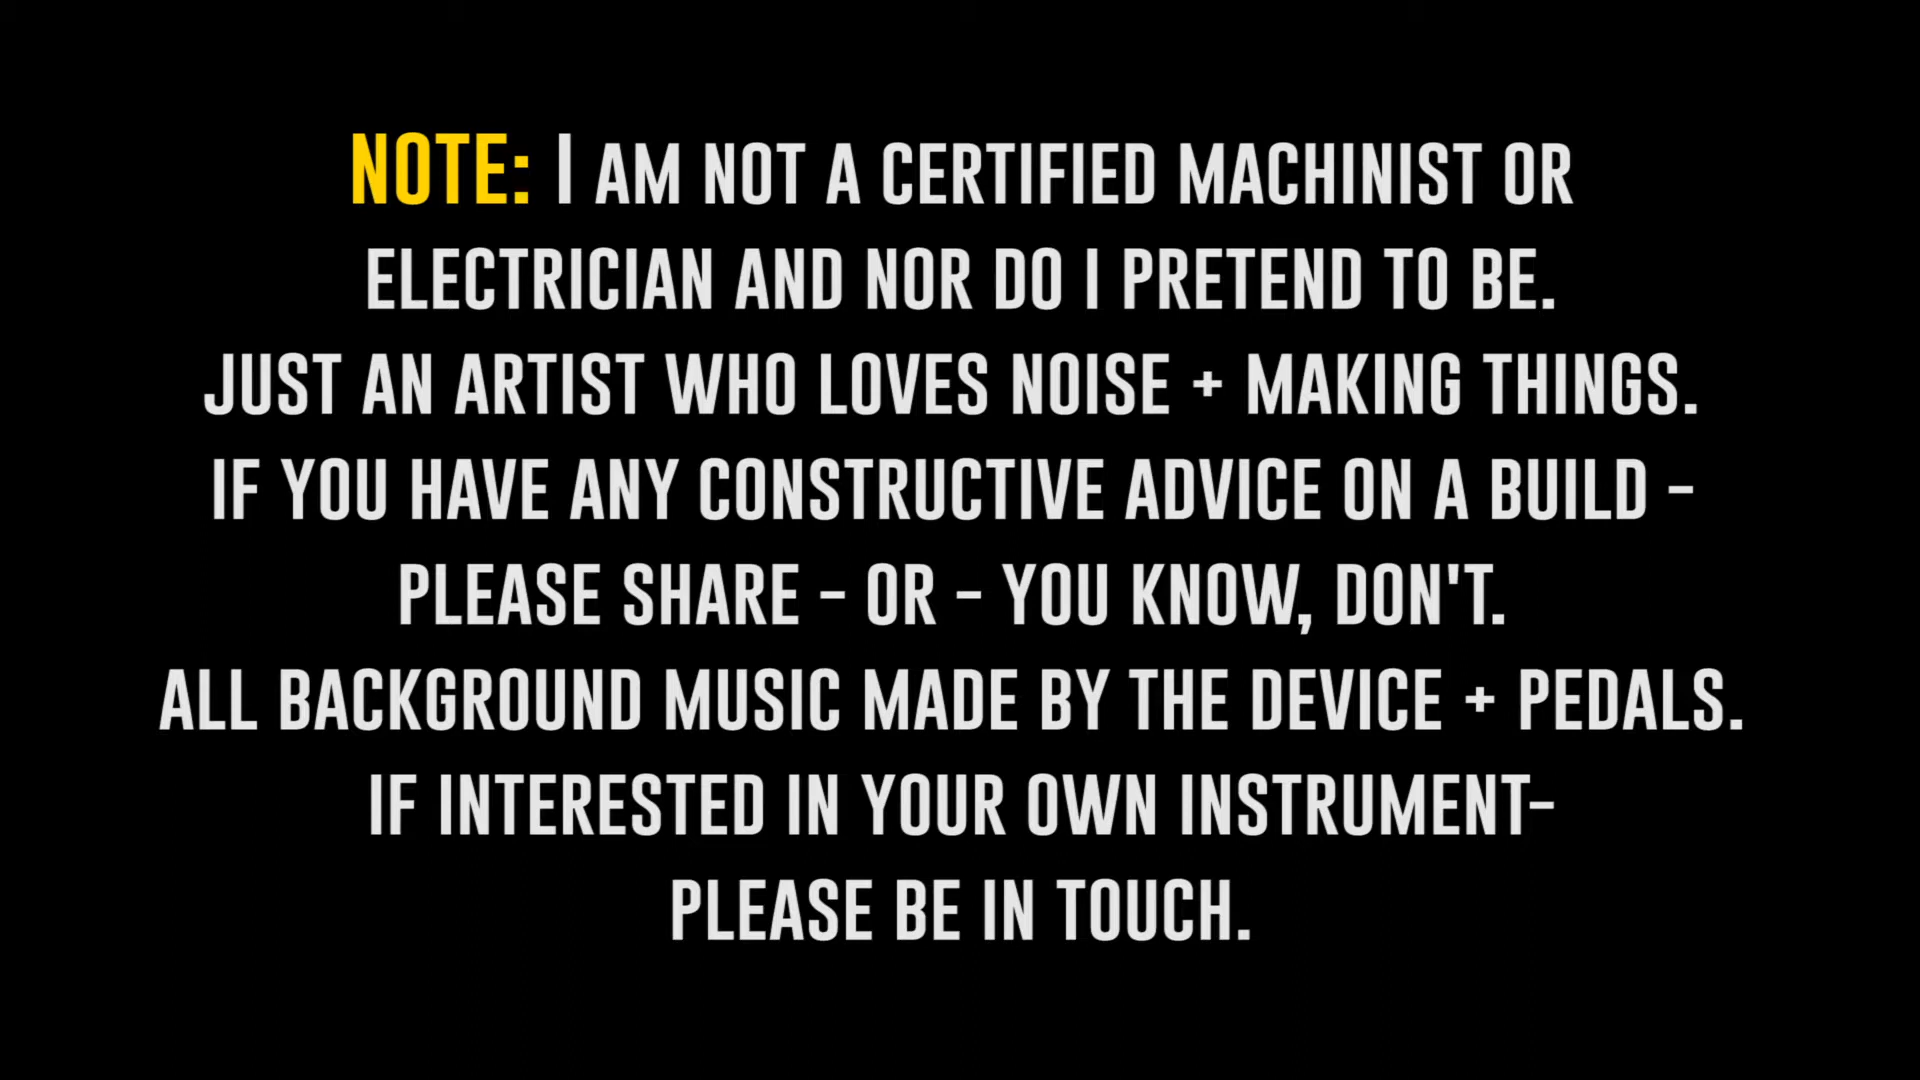 NOTE: I AM NOT A CERTIFIED MACHINIST OR
ELECTRICIAN AND NOR DO I PRETEND TO BE.
JUST AN ARTIST WHO LOVES NOISE + MAKING THINGS.
IF YOU HAVE ANY CONSTRUCTIVE ADVICE ON A BUILD -
PLEASE SHARE - OR - YOU KNOW, DON'T.
ALL BACKGROUND MUSIC MADE BY THE DEVICE + PEDALS.
IF INTERESTED IN YOUR OWN INSTRUMENT-
PLEASE BE IN TOUCH.